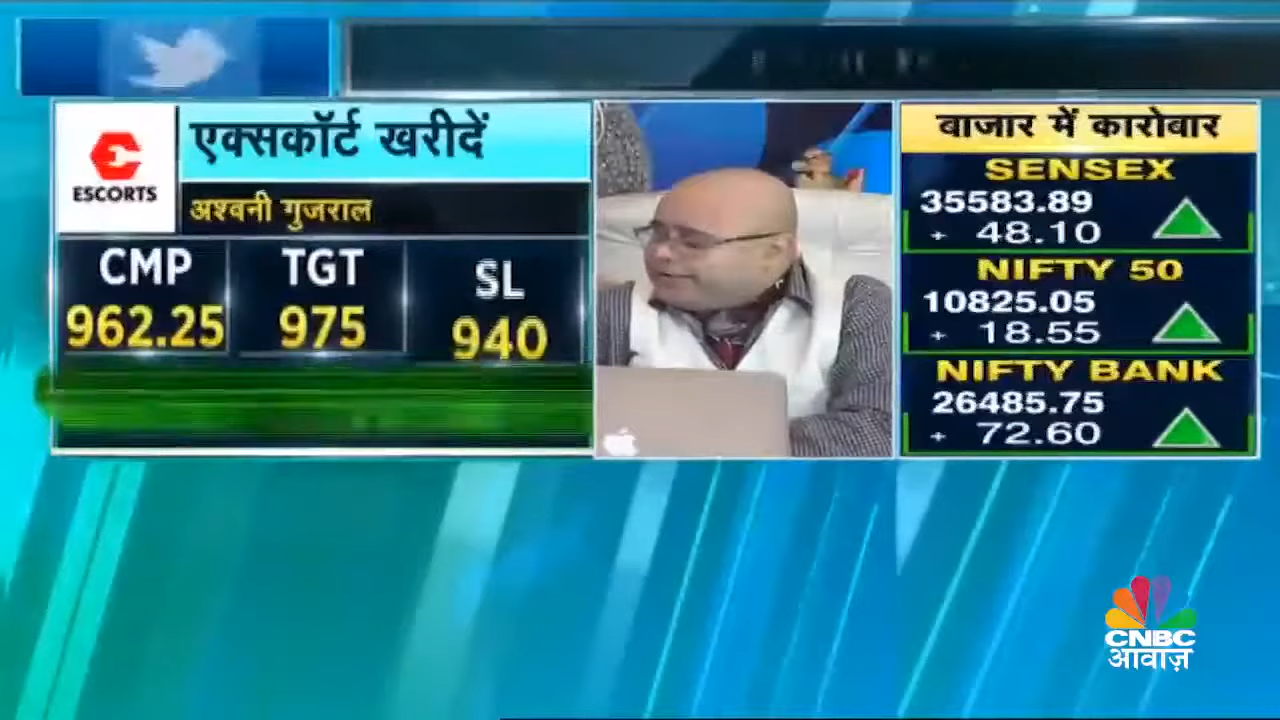 एक्सकॉर्ट खरीदें
ESCORTS
अश्वनी गुजराल
CMP TGT SL
962.25 975 940
बाजार में कारोबार
SENSEX
35583.89
+ 48.10
NIFTY 50
10825.05
+ 18.55
NIFTY BANK
26485.75
+ 72.60
CNBC
आवाज़